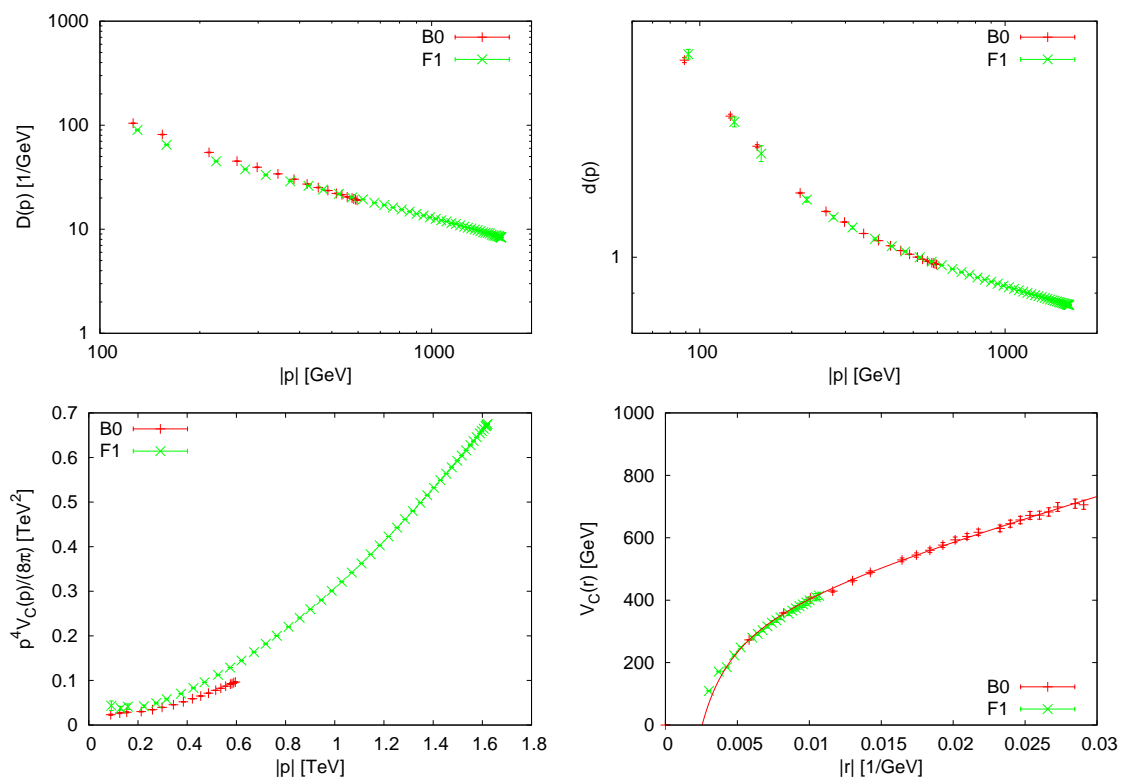 1000
100
10
1
D(p) [1/GeV]
B0
F1
100
1000
|p| [GeV]
1
d(p)
B0
F1
100
1000
|p| [GeV]
0.7
0.6
0.5
0.4
0.3
0.2
0.1
0
p⁴V_C(p)/(8π) [TeV²]
B0
F1
0 0.2 0.4 0.6 0.8 1 1.2 1.4 1.6 1.8
|p| [TeV]
1000
800
600
400
200
0
V_C(r) [GeV]
B0
F1
0 0.005 0.01 0.015 0.02 0.025 0.03
|r| [1/GeV]